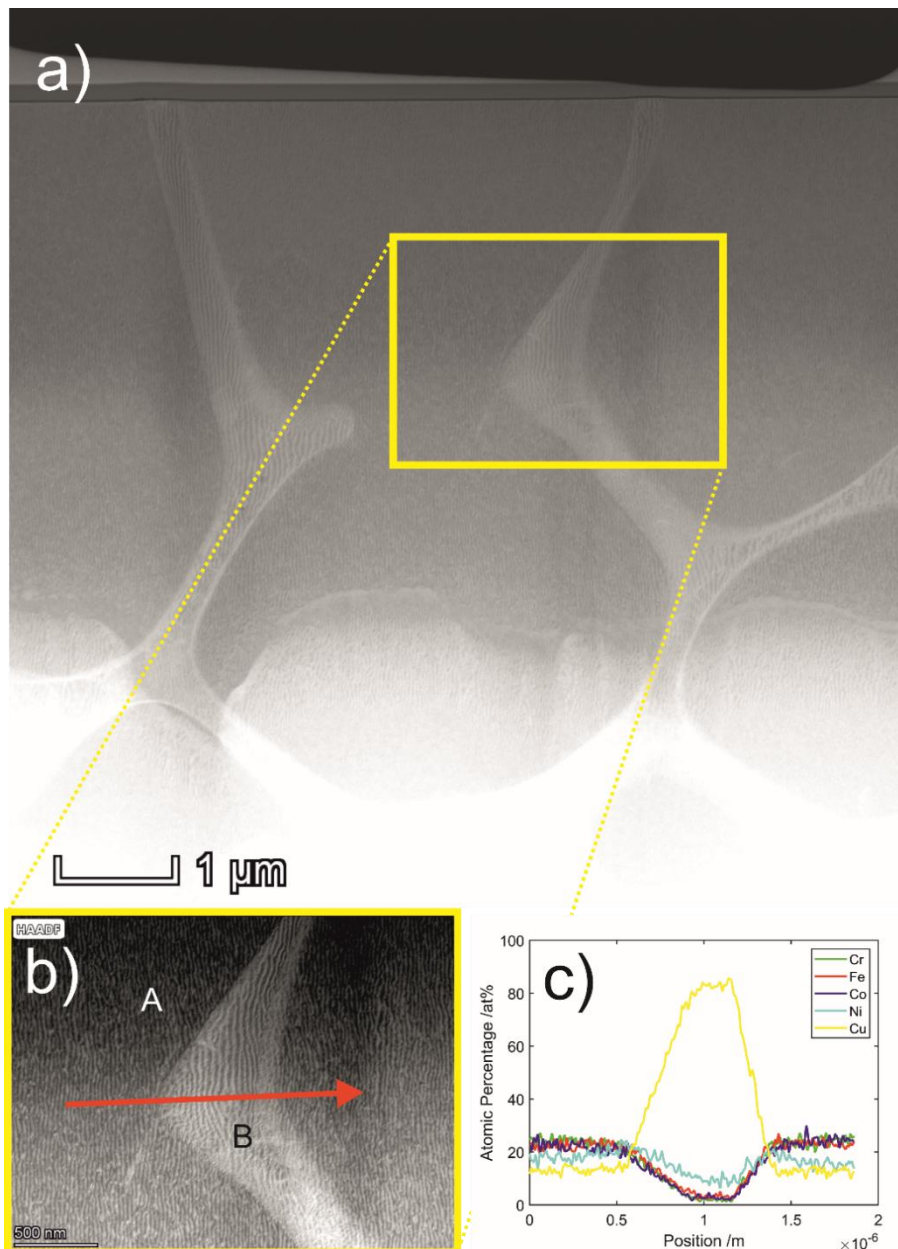 a)
1 µm
HAADF
b)
A
B
500 nm
c)
100
80
60
40
20
0
Atomic Percentage /at%
Cr
Fe
Co
Ni
Cu
0 0.5 1 1.5 2
×10⁻⁶
Position /m